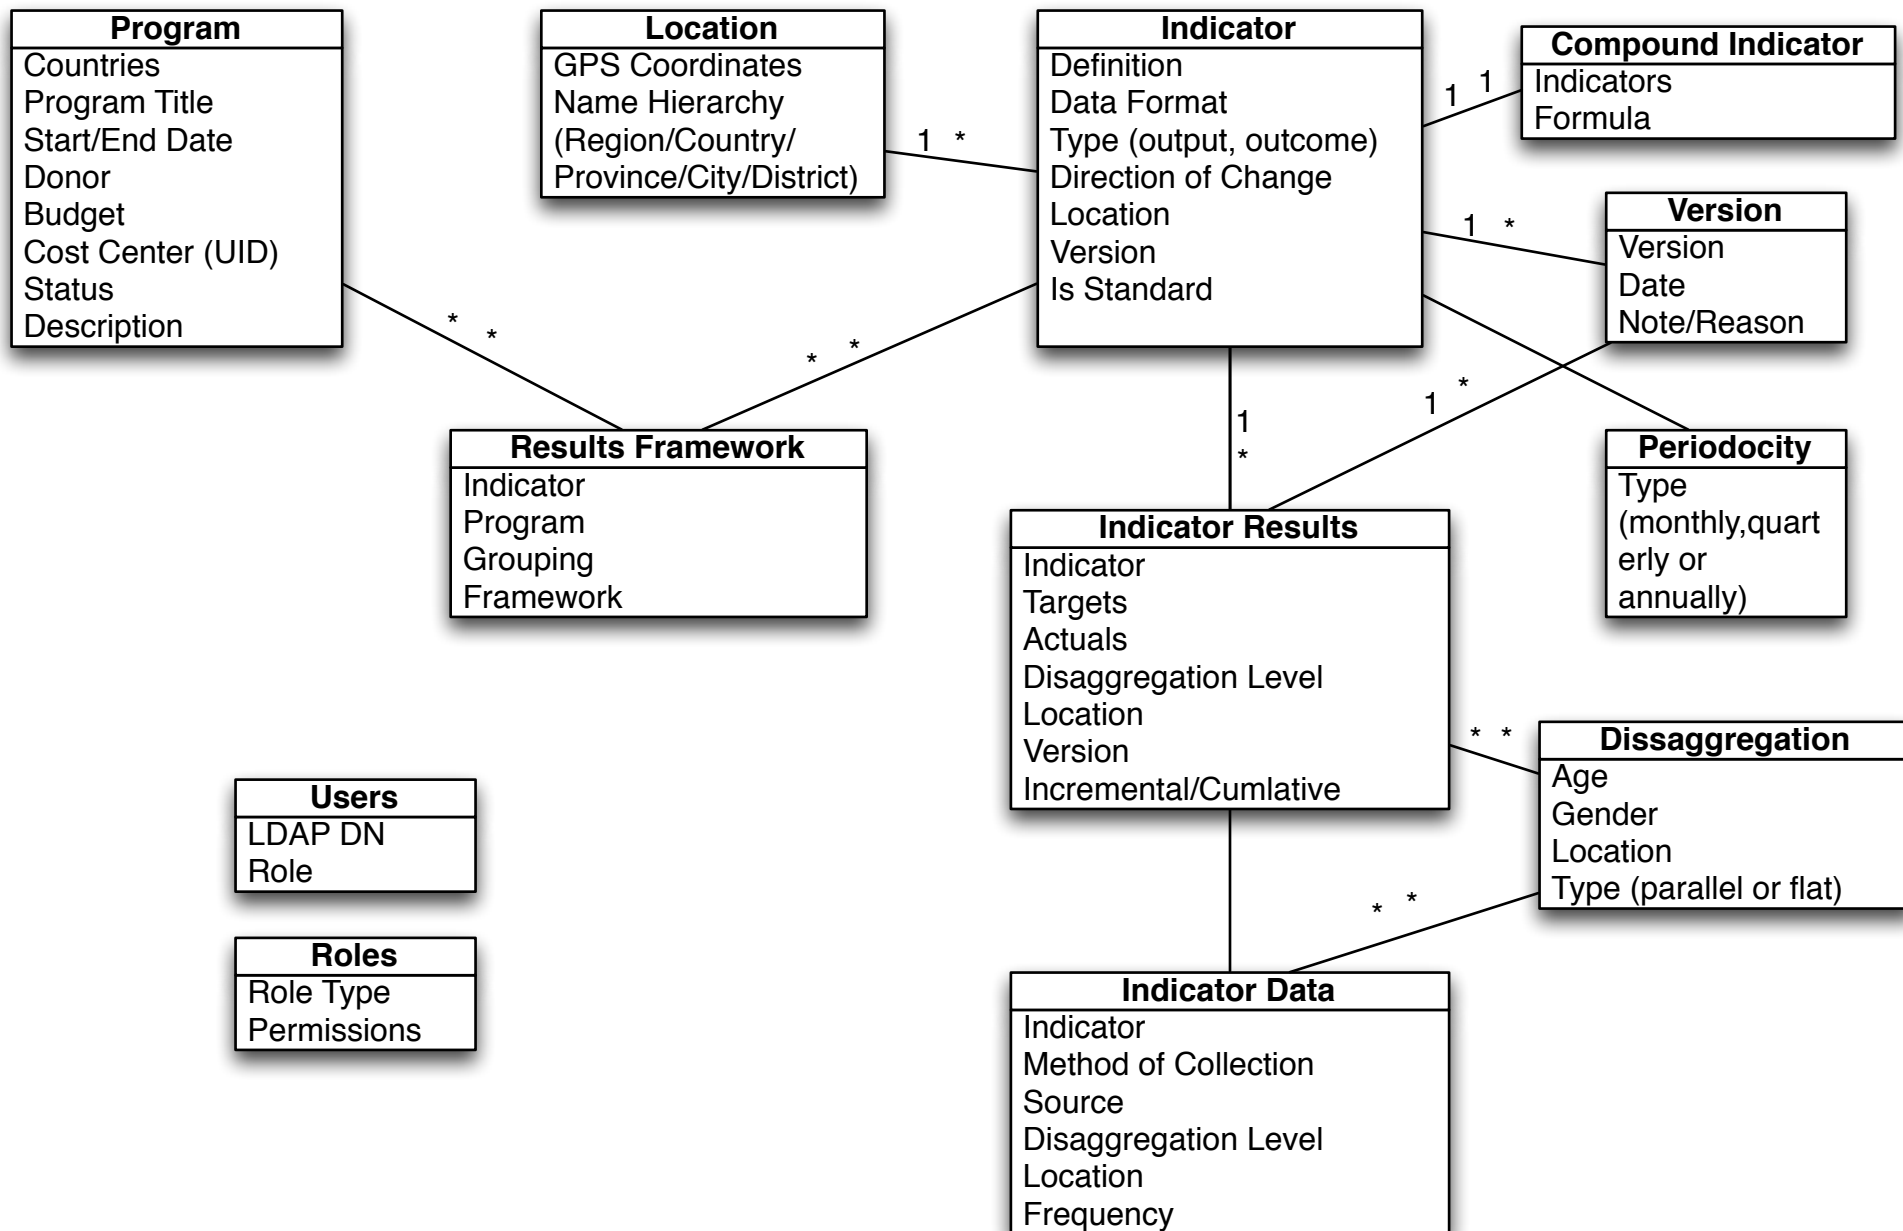 Program
Countries
Program Title
Start/End Date
Donor
Budget
Cost Center (UID)
Status
Description
Location
GPS Coordinates
Name Hierarchy
(Region/Country/
Province/City/District)
1 *
Indicator
Definition
Data Format
Type (output, outcome)
Direction of Change
Location
Version
Is Standard
1 1
Compound Indicator
Indicators
Formula
1 *
Version
Version
Date
Note/Reason
* *
* *
1
*
1 *
Results Framework
Indicator
Program
Grouping
Framework
Periodocity
Type
(monthly,quart
erly or
annually)
Indicator Results
Indicator
Targets
Actuals
Disaggregation Level
Location
Version
Incremental/Cumlative
* *
Dissaggregation
Age
Gender
Location
Type (parallel or flat)
* *
Users
LDAP DN
Role
Roles
Role Type
Permissions
Indicator Data
Indicator
Method of Collection
Source
Disaggregation Level
Location
Frequency